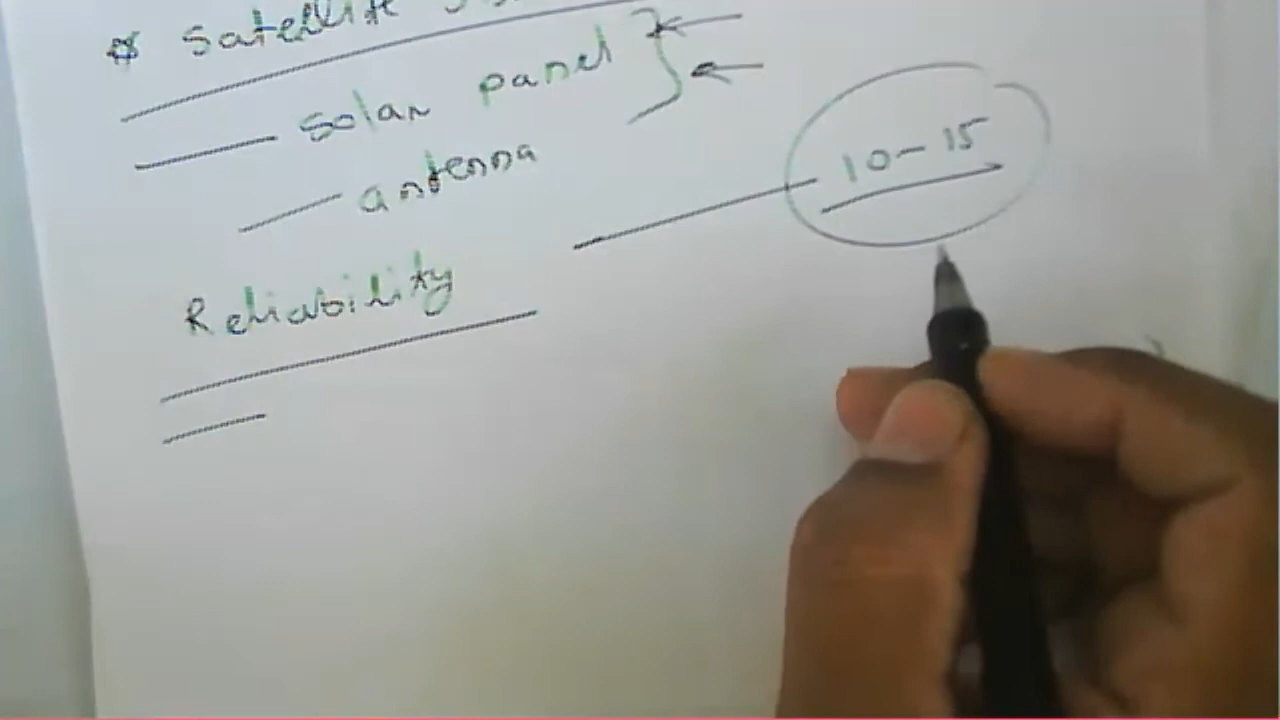 * Satellite
solar panel
antenna
10-15
Reliability